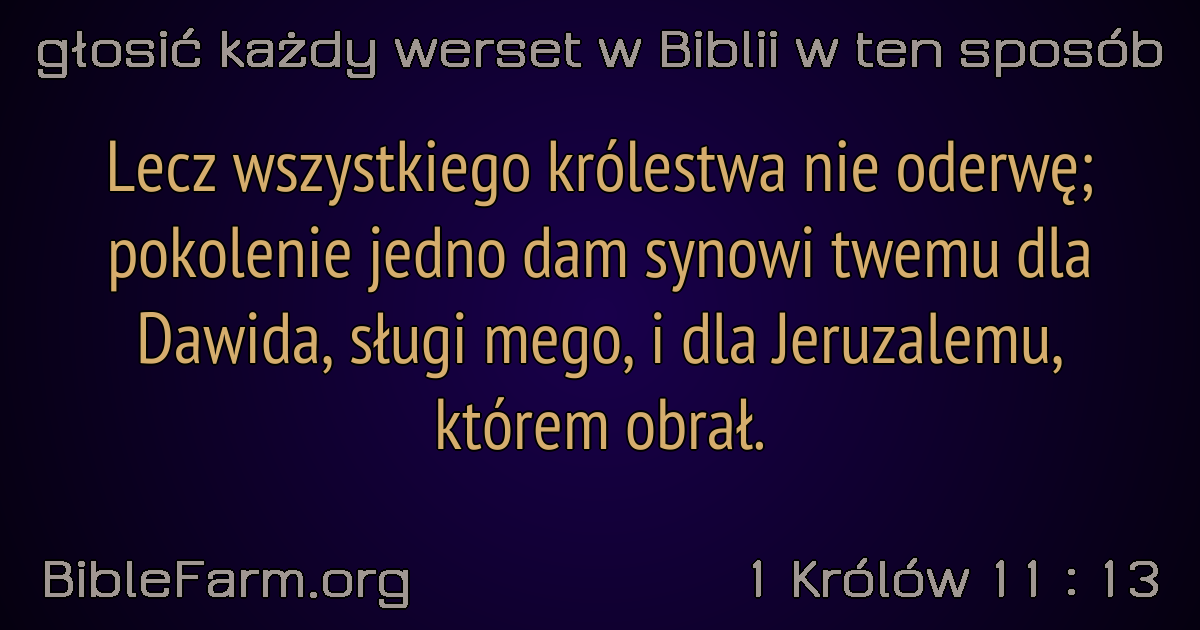 głosić każdy werset w Biblii w ten sposób
Lecz wszystkiego królestwa nie oderwę;
pokolenie jedno dam synowi twemu dla
Dawida, sługi mego, i dla Jeruzalemu,
którem obrał.
BibleFarm.org
1 Królów 11 : 13